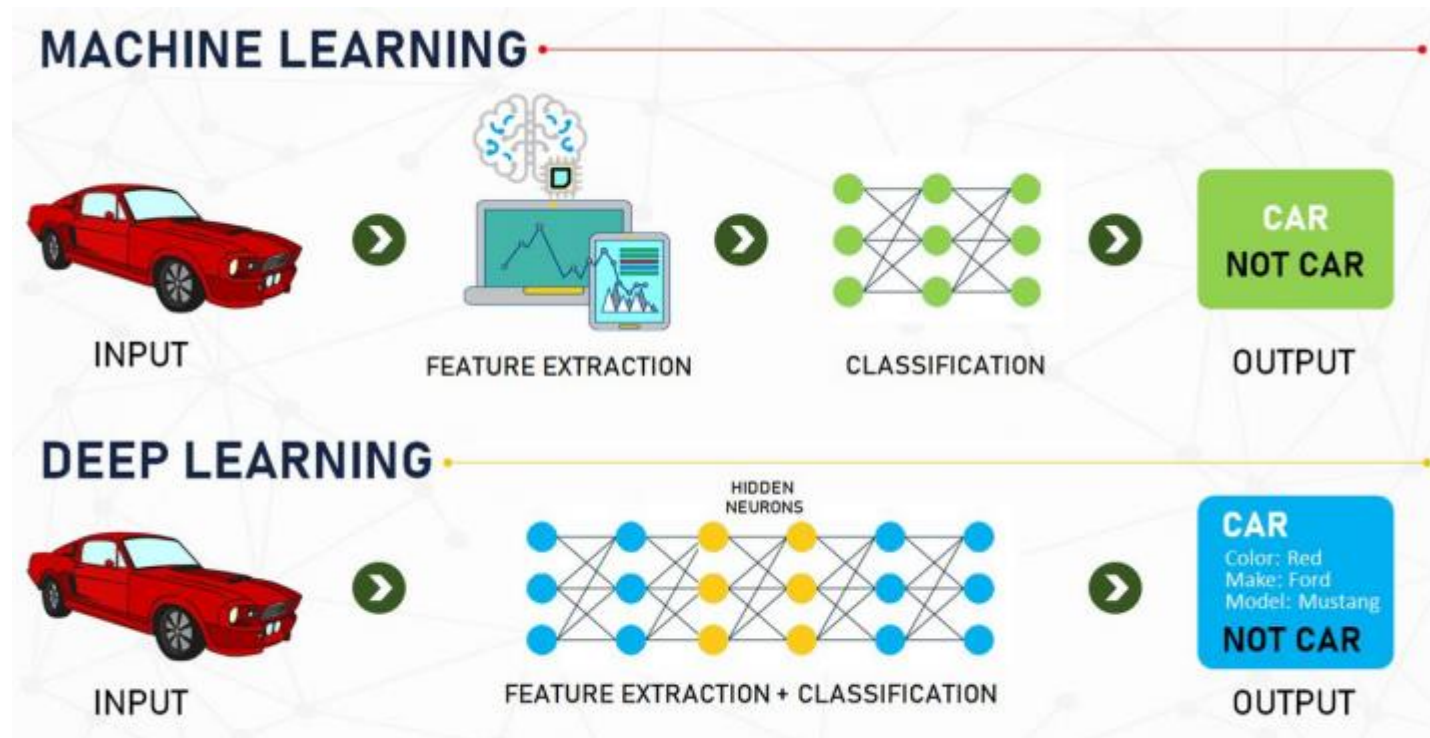 MACHINE LEARNING
INPUT
FEATURE EXTRACTION
CLASSIFICATION
CAR
NOT CAR
OUTPUT
DEEP LEARNING
INPUT
HIDDEN
NEURONS
FEATURE EXTRACTION + CLASSIFICATION
CAR
Color: Red
Make: Ford
Model: Mustang
NOT CAR
OUTPUT